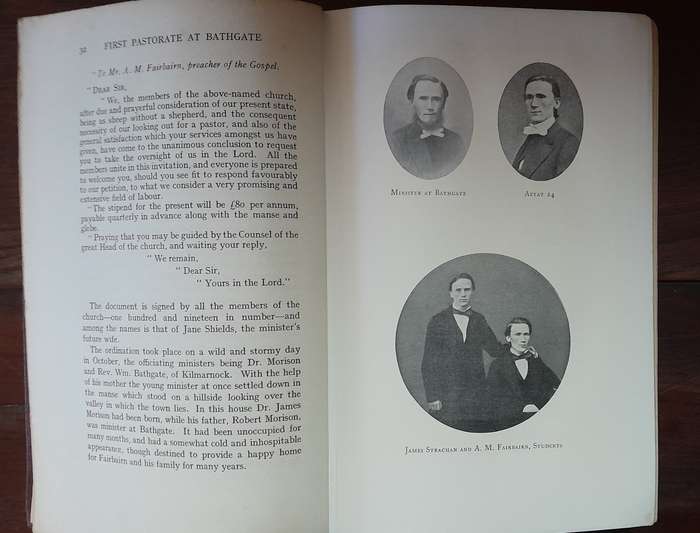 32 FIRST PASTORATE AT BATHGATE
"To Mr. A. M. Fairbairn, preacher of the Gospel.
"DEAR SIR,
"We, the members of the above-named church,
after due and prayerful consideration of our present state,
being as sheep without a shepherd, and the consequent
necessity of our looking out for a pastor, and also of the
general satisfaction which your services amongst us have
given, have come to the unanimous conclusion to request
you to take the oversight of us in the Lord. All the
members unite in this invitation, and everyone is prepared
to welcome you, should you see fit to respond favourably
to our petition, to what we consider a very promising and
extensive field of labour.
"The stipend for the present will be £80 per annum,
payable quarterly in advance along with the manse and
glebe.
"Praying that you may be guided by the Counsel of the
great Head of the church, and waiting your reply,
"We remain,
"Dear Sir,
"Yours in the Lord."
The document is signed by all the members of the
church—one hundred and nineteen in number—and
among the names is that of Jane Shields, the minister's
future wife.
The ordination took place on a wild and stormy day
in October, the officiating ministers being Dr. Morison
and Rev. Wm. Bathgate, of Kilmarnock. With the help
of his mother the young minister at once settled down in
the manse which stood on a hillside looking over the
valley in which the town lies. In this house Dr. James
Morison had been born, while his father, Robert Morison,
was minister at Bathgate. It had been unoccupied for
many months, and had a somewhat cold and inhospitable
appearance, though destined to provide a happy home
for Fairbairn and his family for many years.
MINISTER AT BATHGATE
AETAT 24
JAMES STRACHAN AND A. M. FAIRBAIRN, STUDENTS